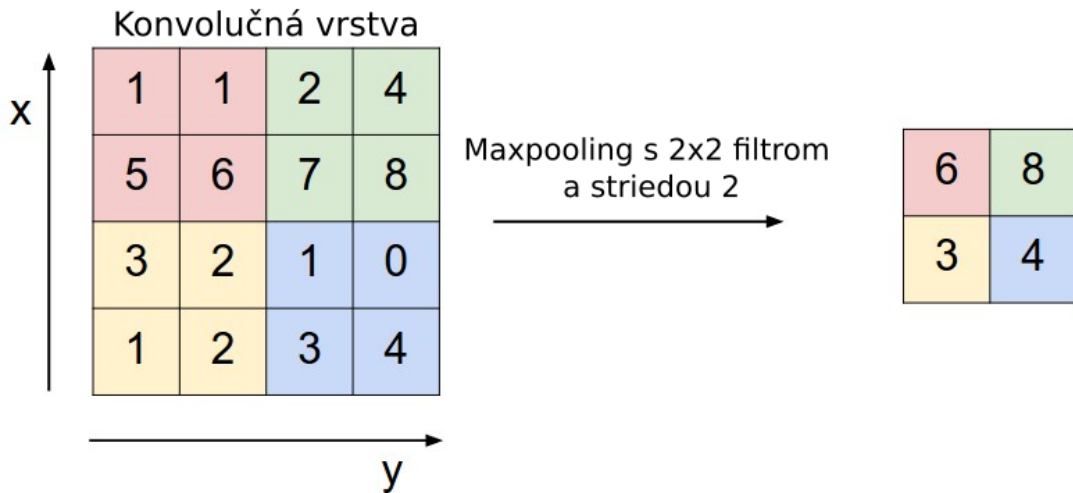 Konvolučná vrstva
x
1 1 2 4
5 6 7 8
3 2 1 0
1 2 3 4
y
Maxpooling s 2x2 filtrom
a striedou 2
6 8
3 4